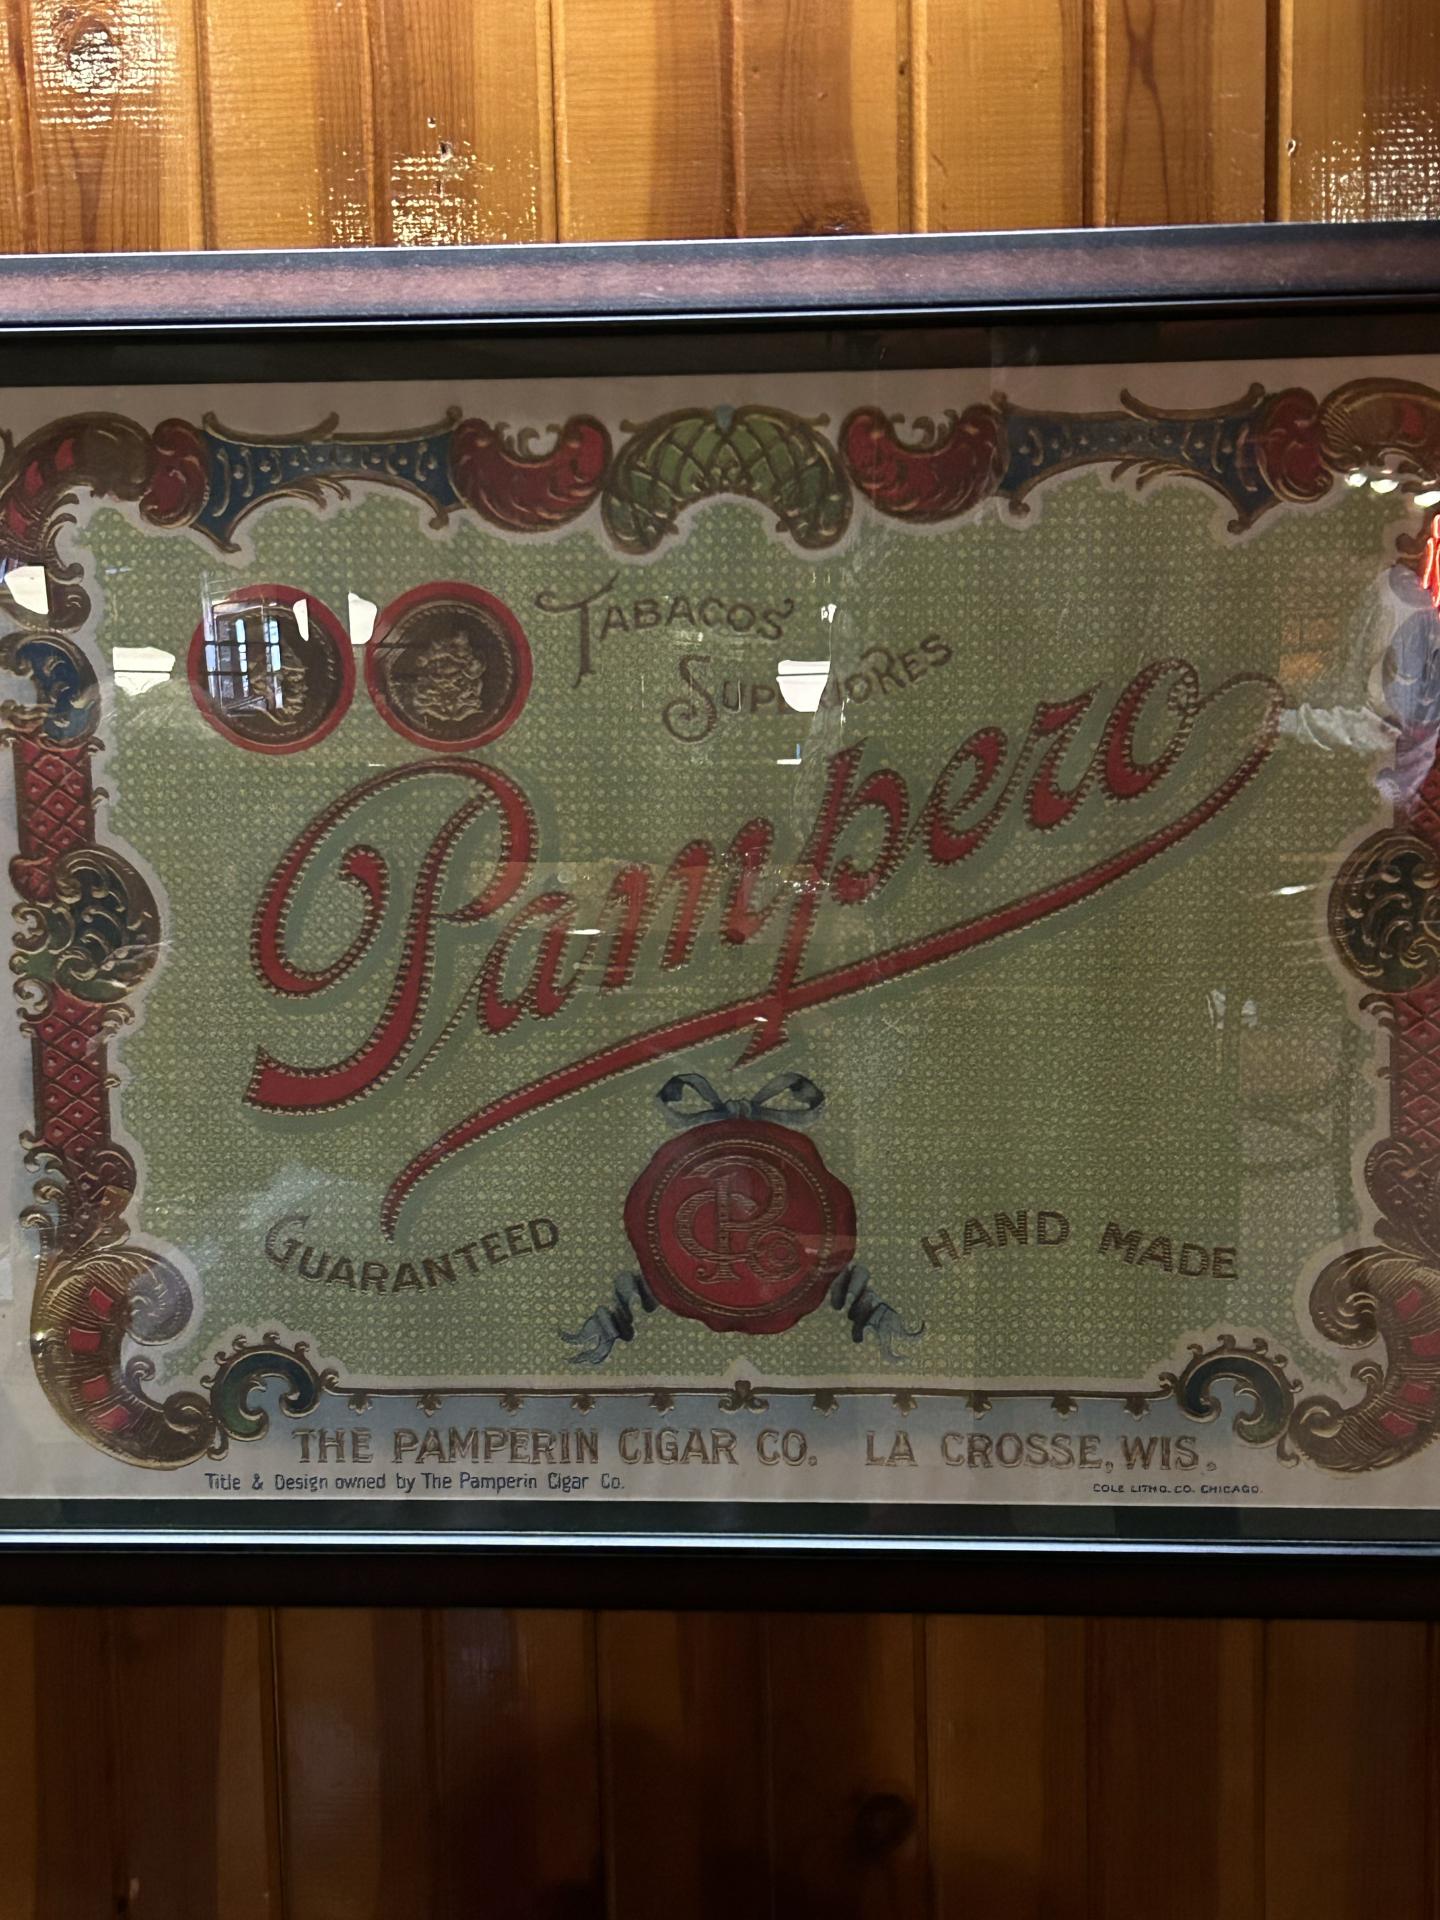 Tabacos
Superiores
Pampero
GUARANTEED
HAND MADE
THE PAMPERIN CIGAR CO. LA CROSSE, WIS.
Title & Design owned by The Pamperin Cigar Co.
COLE LITHO. CO. CHICAGO.